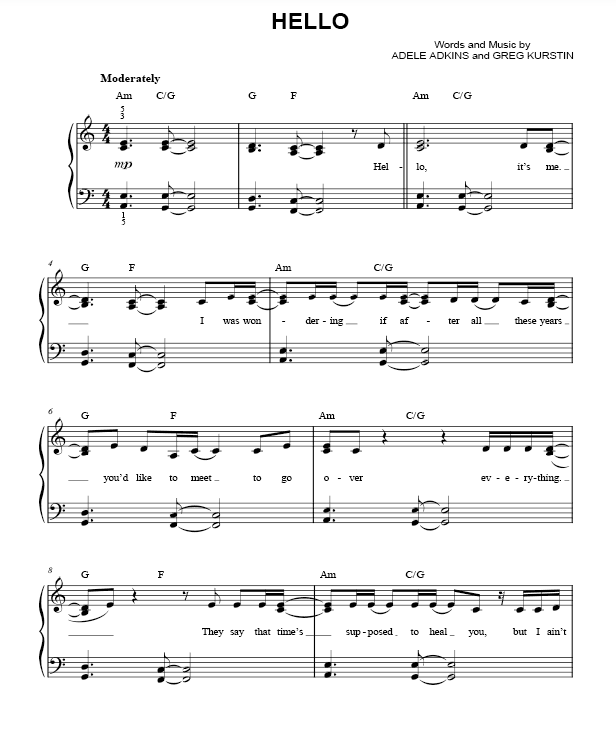 HELLO
Words and Music by
ADELE ADKINS and GREG KURSTIN
Moderately
Am C/G G F Am C/G
5
3
mp
Hel - lo, it's me.
1
5
4
G F Am C/G
I was won - der - ing if af - ter all these years
6
G F Am C/G
you'd like to meet to go o - ver ev - e - ry-thing.
8
G F Am C/G
They say that time's sup - posed to heal you, but I ain't